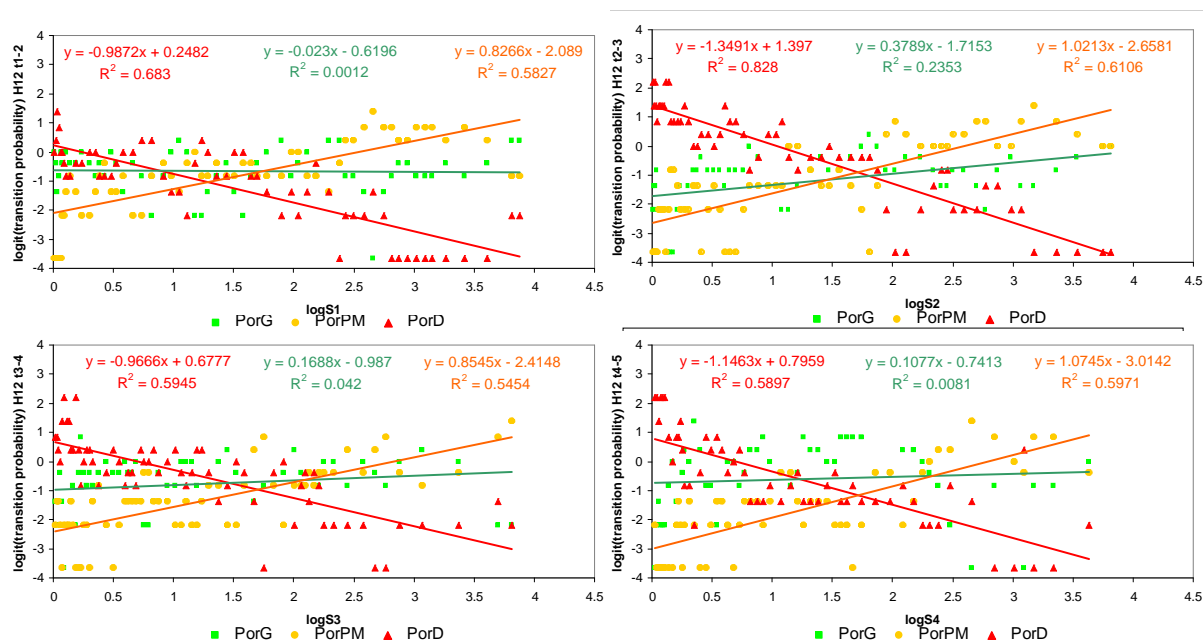 y = -0.9872x + 0.2482 y = -0.023x - 0.6196 y = 0.8266x - 2.089
R² = 0.683 R² = 0.0012 R² = 0.5827
logit(transition probability) H12 t1-2
4
3
2
1
0
-1
-2
-3
-4
0 0.5 1 1.5 2 2.5 3 3.5 4 4.5
logS1
PorG PorPM PorD
y = -1.3491x + 1.397 y = 0.3789x - 1.7153 y = 1.0213x - 2.6581
R² = 0.828 R² = 0.2353 R² = 0.6106
logit(transition probability) H12 t2-3
4
3
2
1
0
-1
-2
-3
-4
0 0.5 1 1.5 2 2.5 3 3.5 4 4.5
logS2
PorG PorPM PorD
y = -0.9666x + 0.6777 y = 0.1688x - 0.987 y = 0.8545x - 2.4148
R² = 0.5945 R² = 0.042 R² = 0.5454
logit(transition probability) H12 t3-4
4
3
2
1
0
-1
-2
-3
-4
0 0.5 1 1.5 2 2.5 3 3.5 4 4.5
logS3
PorG PorPM PorD
y = -1.1463x + 0.7959 y = 0.1077x - 0.7413 y = 1.0745x - 3.0142
R² = 0.5897 R² = 0.0081 R² = 0.5971
logit(transition probability) H12 t4-5
4
3
2
1
0
-1
-2
-3
-4
0 0.5 1 1.5 2 2.5 3 3.5 4 4.5
logS4
PorG PorPM PorD